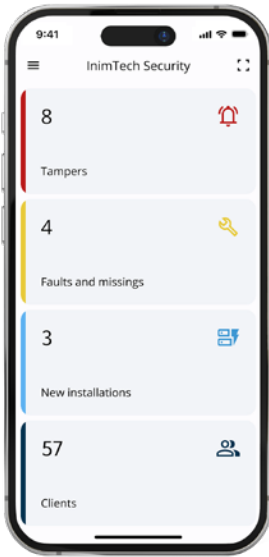 9:41
InimTech Security
8
Tampers
4
Faults and missings
3
New installations
57
Clients